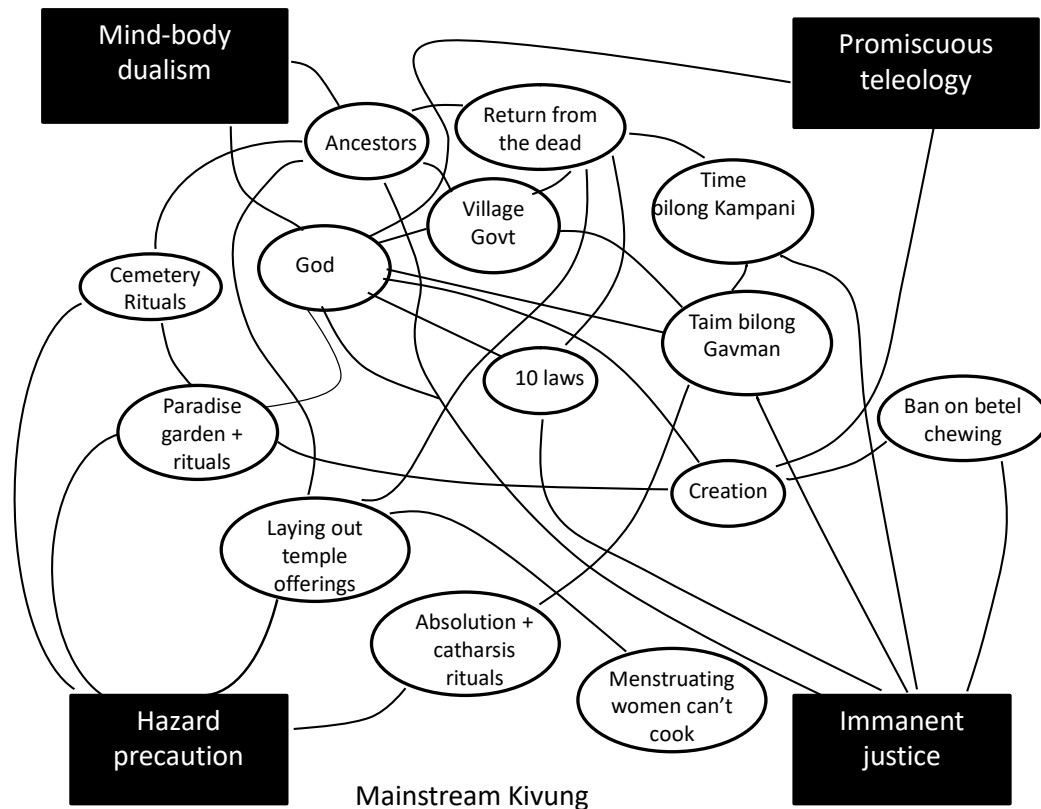 Mind-body
dualism
Promiscuous
teleology
Return from
the dead
Ancestors
Time
bilong Kampani
Village
Govt
God
Cemetery
Rituals
Taim bilong
Gavman
10 laws
Ban on betel
chewing
Paradise
garden +
rituals
Creation
Laying out
temple
offerings
Absolution +
catharsis
rituals
Menstruating
women can’t
cook
Hazard
precaution
Immanent
justice
Mainstream Kivung